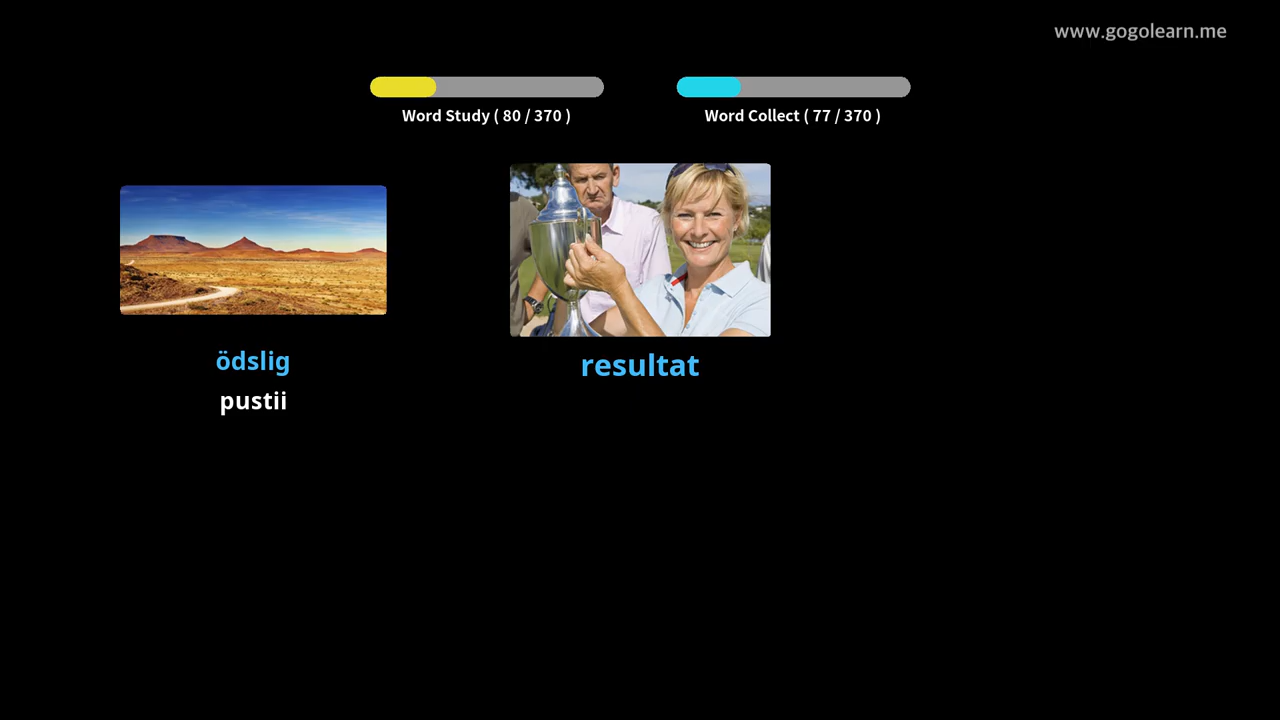 www.gogolearn.me
Word Study ( 80 / 370 )
Word Collect ( 77 / 370 )
ödslig
pustii
resultat